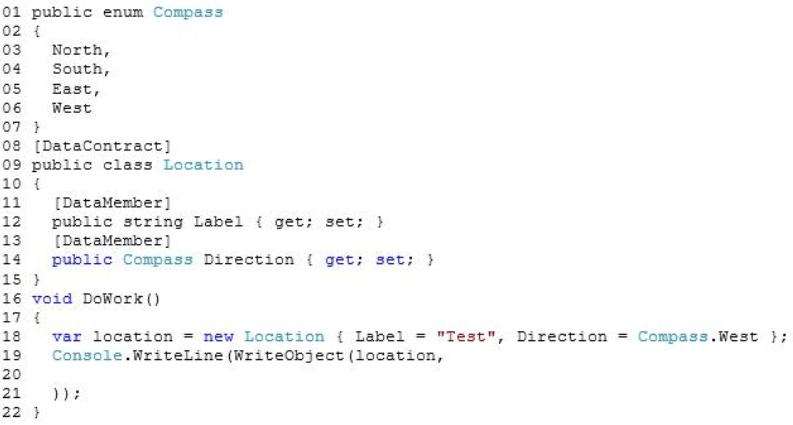 01 public enum Compass
02 {
03   North,
04   South,
05   East,
06   West
07 }
08 [DataContract]
09 public class Location
10 {
11   [DataMember]
12   public string Label { get; set; }
13   [DataMember]
14   public Compass Direction { get; set; }
15 }
16 void DoWork()
17 {
18   var location = new Location { Label = "Test", Direction = Compass.West };
19   Console.WriteLine(WriteObject(location,
20
21   ));
22 }